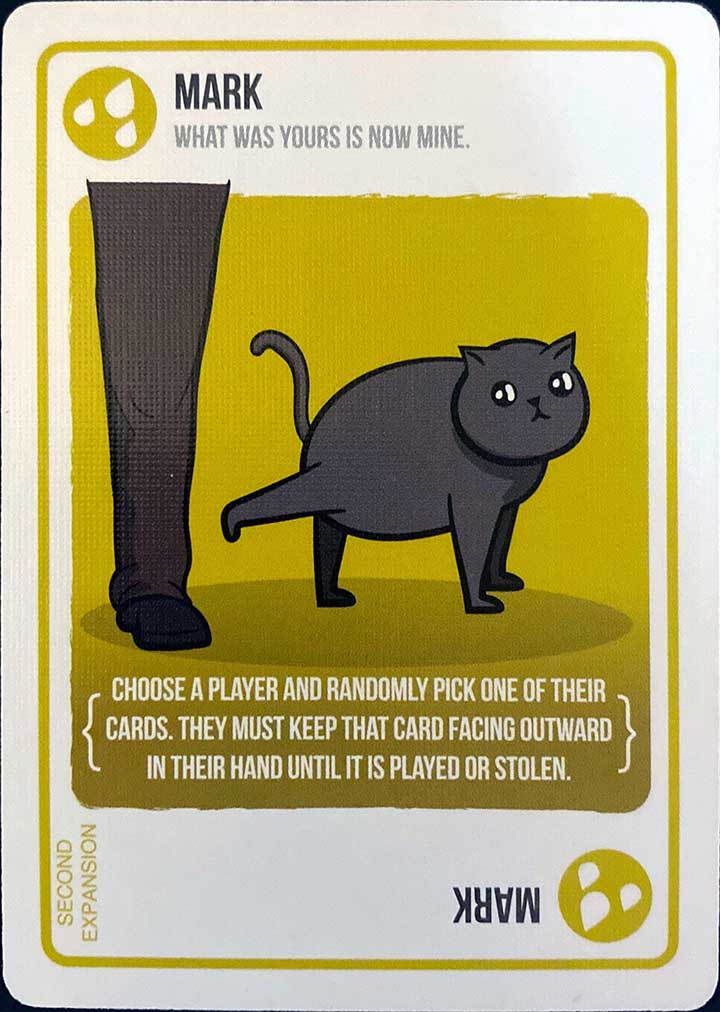 MARK
WHAT WAS YOURS IS NOW MINE.
CHOOSE A PLAYER AND RANDOMLY PICK ONE OF THEIR
CARDS. THEY MUST KEEP THAT CARD FACING OUTWARD
IN THEIR HAND UNTIL IT IS PLAYED OR STOLEN.
SECOND
EXPANSION
MARK